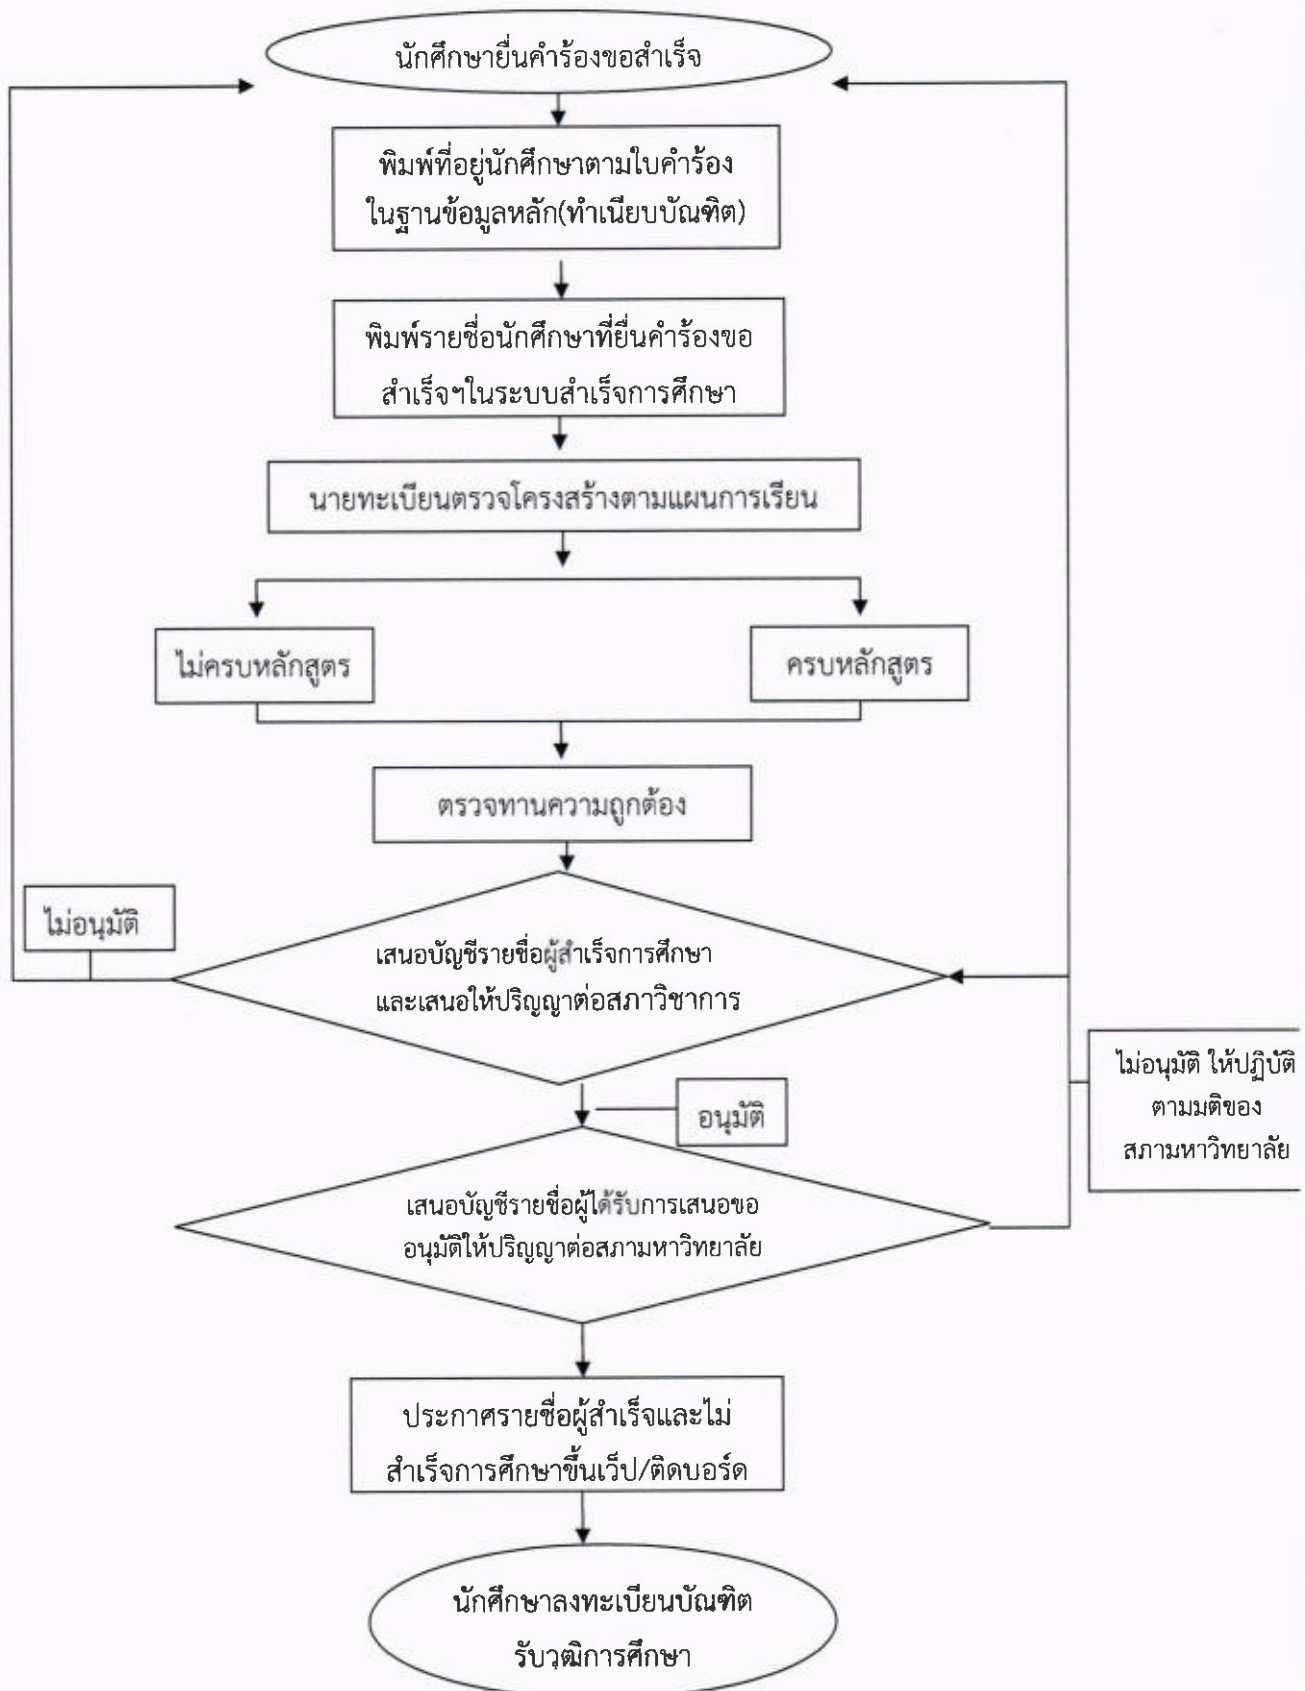 นักศึกษายื่นคำร้องขอสำเร็จ
พิมพ์ที่อยู่นักศึกษาตามใบคำร้อง
ในฐานข้อมูลหลัก(ทำเนียบบัณฑิต)
พิมพ์รายชื่อนักศึกษาที่ยื่นคำร้องขอ
สำเร็จฯในระบบสำเร็จการศึกษา
นายทะเบียนตรวจโครงสร้างตามแผนการเรียน
ไม่ครบหลักสูตร
ครบหลักสูตร
ตรวจทานความถูกต้อง
ไม่อนุมัติ
เสนอบัญชีรายชื่อผู้สำเร็จการศึกษา
และเสนอให้ปริญญาต่อสภาวิชาการ
ไม่อนุมัติ ให้ปฏิบัติ
ตามมติของ
สภามหาวิทยาลัย
อนุมัติ
เสนอบัญชีรายชื่อผู้ได้รับการเสนอขอ
อนุมัติให้ปริญญาต่อสภามหาวิทยาลัย
ประกาศรายชื่อผู้สำเร็จและไม่
สำเร็จการศึกษาขึ้นเว็ป/ติดบอร์ด
นักศึกษาลงทะเบียนบัณฑิต
รับวุฒิการศึกษา